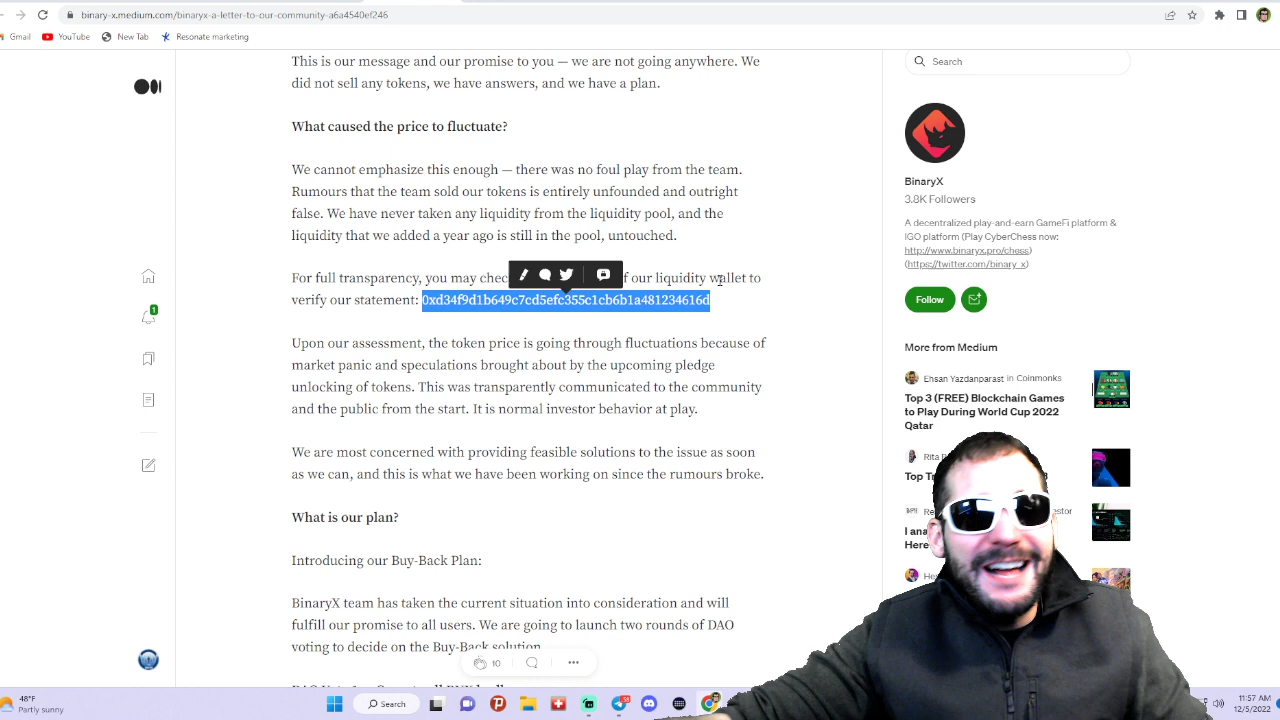 binary-x.medium.com/binaryx-a-letter-to-our-community-a6a4540ef246
Gmail
YouTube
New Tab
Resonate marketing
This is our message and our promise to you — we are not going anywhere. We
did not sell any tokens, we have answers, and we have a plan.
What caused the price to fluctuate?
We cannot emphasize this enough — there was no foul play from the team.
Rumours that the team sold our tokens is entirely unfounded and outright
false. We have never taken any liquidity from the liquidity pool, and the
liquidity that we added a year ago is still in the pool, untouched.
For full transparency, you may chec f our liquidity wallet to
verify our statement: 0xd34f9d1b649c7cd5efc355c1cb6b1a481234616d
Upon our assessment, the token price is going through fluctuations because of
market panic and speculations brought about by the upcoming pledge
unlocking of tokens. This was transparently communicated to the community
and the public from the start. It is normal investor behavior at play.
We are most concerned with providing feasible solutions to the issue as soon
as we can, and this is what we have been working on since the rumours broke.
What is our plan?
Introducing our Buy-Back Plan:
BinaryX team has taken the current situation into consideration and will
fulfill our promise to all users. We are going to launch two rounds of DAO
voting to decide on the Buy-Back solution.
10
1
Search
BinaryX
3.8K Followers
A decentralized play-and-earn GameFi platform &
IGO platform (Play CyberChess now:
http://www.binaryx.pro/chess)
(https://twitter.com/binary_x)
Follow
More from Medium
Ehsan Yazdanparast in Coinmonks
Top 3 (FREE) Blockchain Games
to Play During World Cup 2022
Qatar
Rita
Top Tr
Re estor
I ana
Here
He
48°F
Partly sunny
Search
11:57 AM
12/5/2022